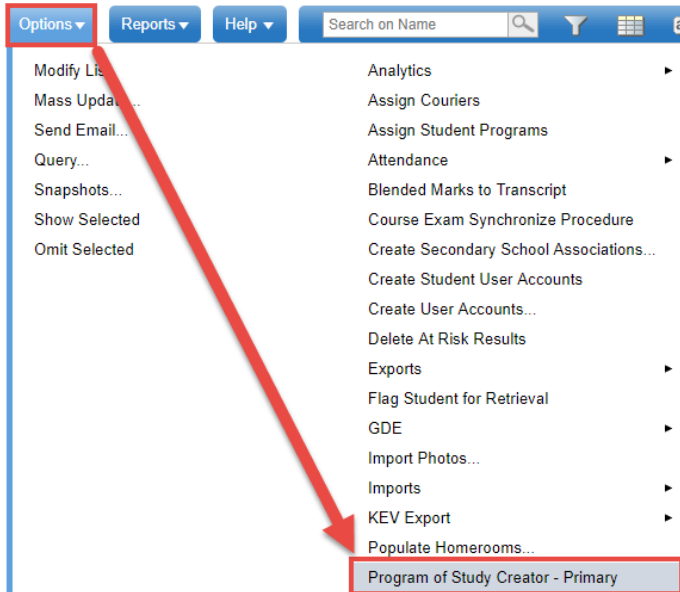 Options Reports Help Search on Name
Modify Lis
Mass Upda...
Send Email...
Query...
Snapshots...
Show Selected
Omit Selected
Analytics
Assign Couriers
Assign Student Programs
Attendance
Blended Marks to Transcript
Course Exam Synchronize Procedure
Create Secondary School Associations...
Create Student User Accounts
Create User Accounts...
Delete At Risk Results
Exports
Flag Student for Retrieval
GDE
Import Photos...
Imports
KEV Export
Populate Homerooms...
Program of Study Creator - Primary